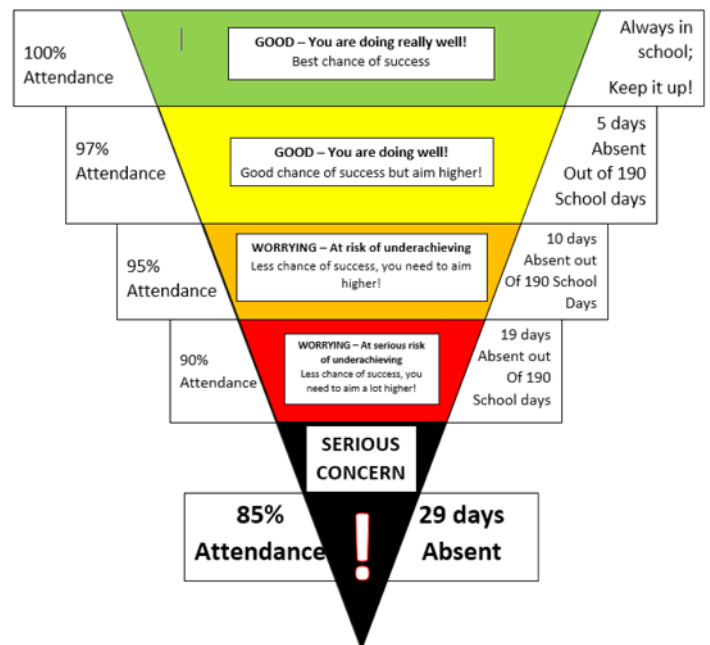 100%
Attendance
GOOD – You are doing really well!
Best chance of success
Always in
school;
Keep it up!
97%
Attendance
GOOD – You are doing well!
Good chance of success but aim higher!
5 days
Absent
Out of 190
School days
95%
Attendance
WORRYING – At risk of underachieving
Less chance of success, you need to aim
higher!
10 days
Absent out
Of 190 School
Days
90%
Attendance
WORRYING – At serious risk
of underachieving
Less chance of success, you
need to aim a lot higher!
19 days
Absent out
Of 190
School days
SERIOUS
CONCERN
85%
Attendance
!
29 days
Absent